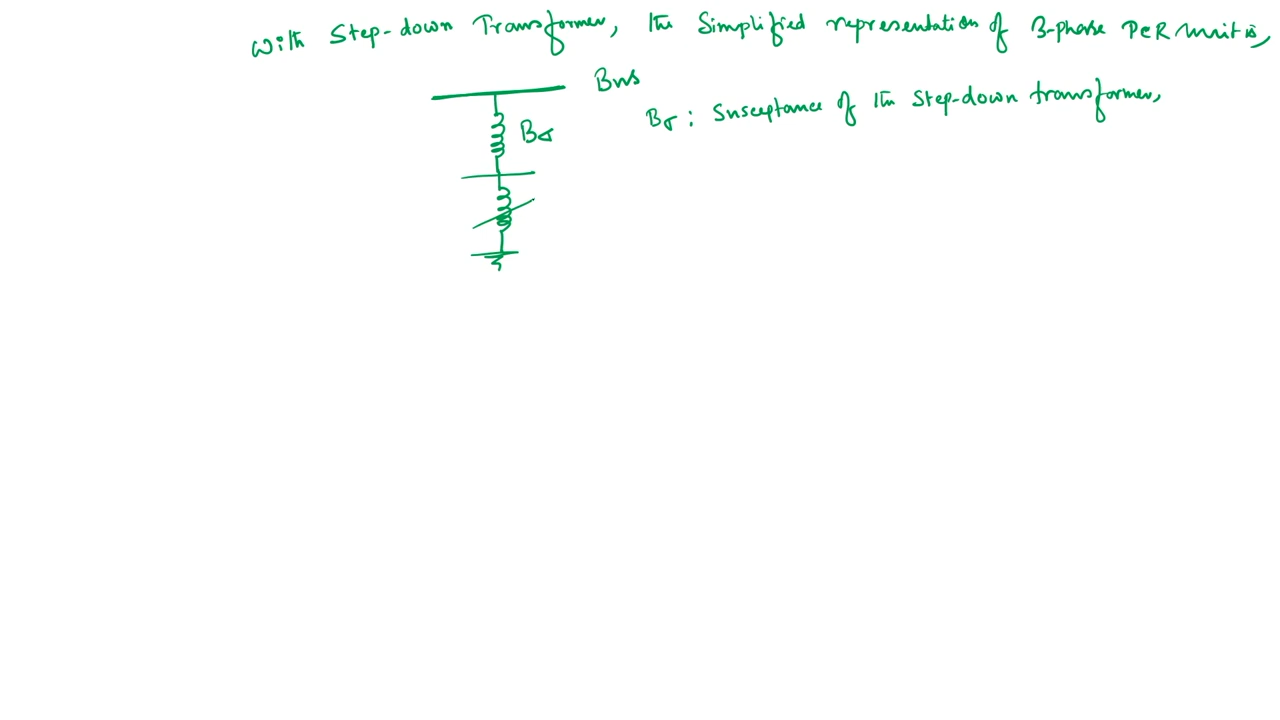 With Step-down Transformer, the Simplified representation of 3-phase TCR unit is,
Bus
Bσ : Susceptance of the Step-down transformer,
Bσ